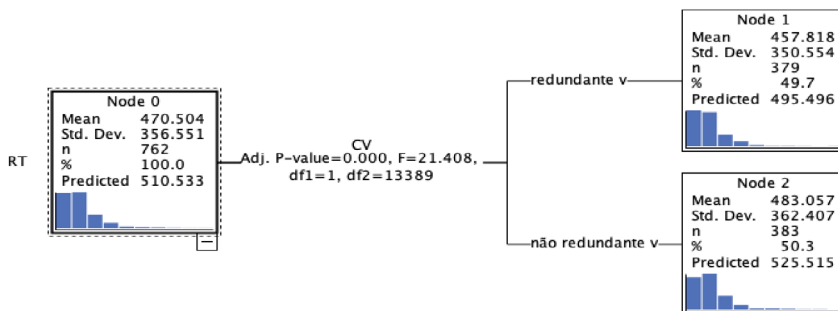 RT
Node 0
Mean 470.504
Std. Dev. 356.551
n 762
% 100.0
Predicted 510.533
CV
Adj. P-value=0.000, F=21.408,
df1=1, df2=13389
redundante v
Node 1
Mean 457.818
Std. Dev. 350.554
n 379
% 49.7
Predicted 495.496
não redundante v
Node 2
Mean 483.057
Std. Dev. 362.407
n 383
% 50.3
Predicted 525.515